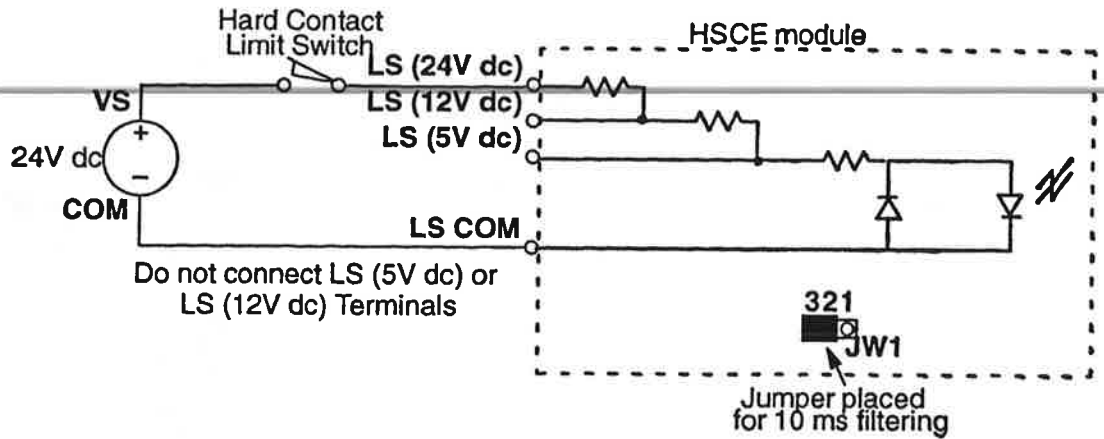 Hard Contact
Limit Switch
HSCE module
LS (24V dc)
VS
LS (12V dc)
LS (5V dc)
+
24V dc
−
COM
LS COM
Do not connect LS (5V dc) or
LS (12V dc) Terminals
321
JW1
Jumper placed
for 10 ms filtering